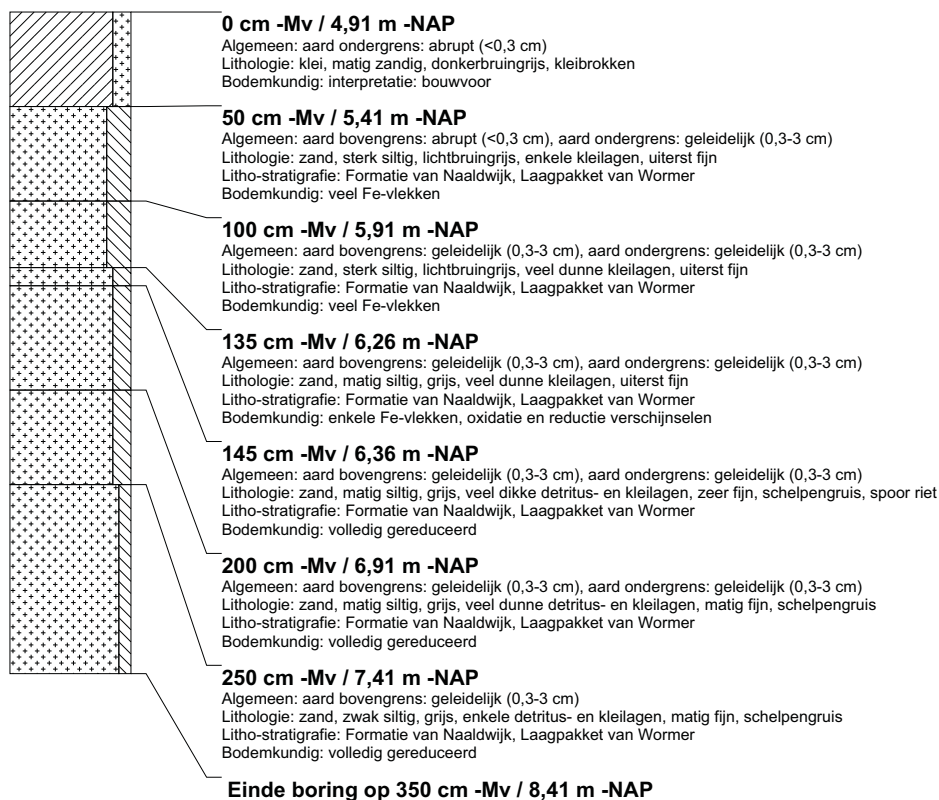 0 cm -Mv / 4,91 m -NAP
Algemeen: aard ondergrens: abrupt (<0,3 cm)
Lithologie: klei, matig zandig, donkerbruingrijs, kleibrokken
Bodemkundig: interpretatie: bouwvoor
50 cm -Mv / 5,41 m -NAP
Algemeen: aard bovengrens: abrupt (<0,3 cm), aard ondergrens: geleidelijk (0,3-3 cm)
Lithologie: zand, sterk siltig, lichtbruingrijs, enkele kleilagen, uiterst fijn
Litho-stratigrafie: Formatie van Naaldwijk, Laagpakket van Wormer
Bodemkundig: veel Fe-vlekken
100 cm -Mv / 5,91 m -NAP
Algemeen: aard bovengrens: geleidelijk (0,3-3 cm), aard ondergrens: geleidelijk (0,3-3 cm)
Lithologie: zand, sterk siltig, lichtbruingrijs, veel dunne kleilagen, uiterst fijn
Litho-stratigrafie: Formatie van Naaldwijk, Laagpakket van Wormer
Bodemkundig: veel Fe-vlekken
135 cm -Mv / 6,26 m -NAP
Algemeen: aard bovengrens: geleidelijk (0,3-3 cm), aard ondergrens: geleidelijk (0,3-3 cm)
Lithologie: zand, matig siltig, grijs, veel dunne kleilagen, uiterst fijn
Litho-stratigrafie: Formatie van Naaldwijk, Laagpakket van Wormer
Bodemkundig: enkele Fe-vlekken, oxidatie en reductie verschijnselen
145 cm -Mv / 6,36 m -NAP
Algemeen: aard bovengrens: geleidelijk (0,3-3 cm), aard ondergrens: geleidelijk (0,3-3 cm)
Lithologie: zand, matig siltig, grijs, veel dikke detritus- en kleilagen, zeer fijn, schelpengruis, spoor riet
Litho-stratigrafie: Formatie van Naaldwijk, Laagpakket van Wormer
Bodemkundig: volledig gereduceerd
200 cm -Mv / 6,91 m -NAP
Algemeen: aard bovengrens: geleidelijk (0,3-3 cm), aard ondergrens: geleidelijk (0,3-3 cm)
Lithologie: zand, matig siltig, grijs, veel dunne detritus- en kleilagen, matig fijn, schelpengruis
Litho-stratigrafie: Formatie van Naaldwijk, Laagpakket van Wormer
Bodemkundig: volledig gereduceerd
250 cm -Mv / 7,41 m -NAP
Algemeen: aard bovengrens: geleidelijk (0,3-3 cm)
Lithologie: zand, zwak siltig, grijs, enkele detritus- en kleilagen, matig fijn, schelpengruis
Litho-stratigrafie: Formatie van Naaldwijk, Laagpakket van Wormer
Bodemkundig: volledig gereduceerd
Einde boring op 350 cm -Mv / 8,41 m -NAP